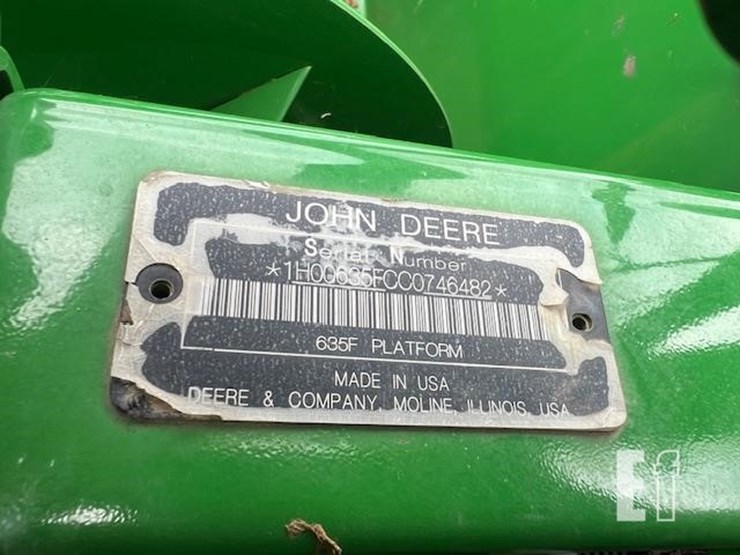 JOHN DEERE
Serial Number
*1H00635FCC0746482*
635F PLATFORM
MADE IN USA
DEERE & COMPANY, MOLINE, ILLINOIS, USA